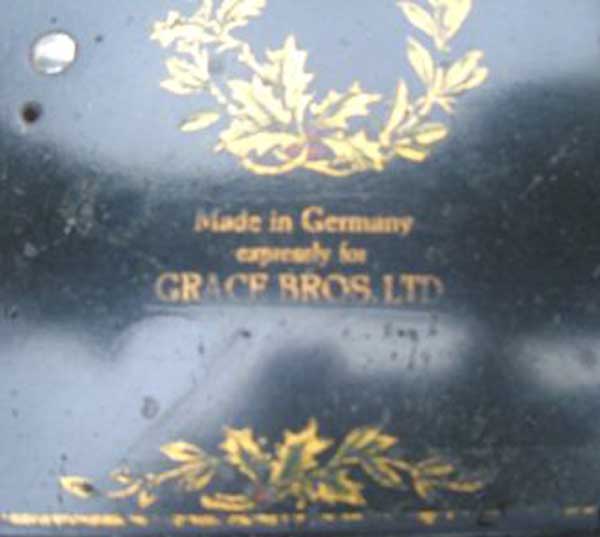 Made in Germany
expressly for
GRACE BROS. LTD